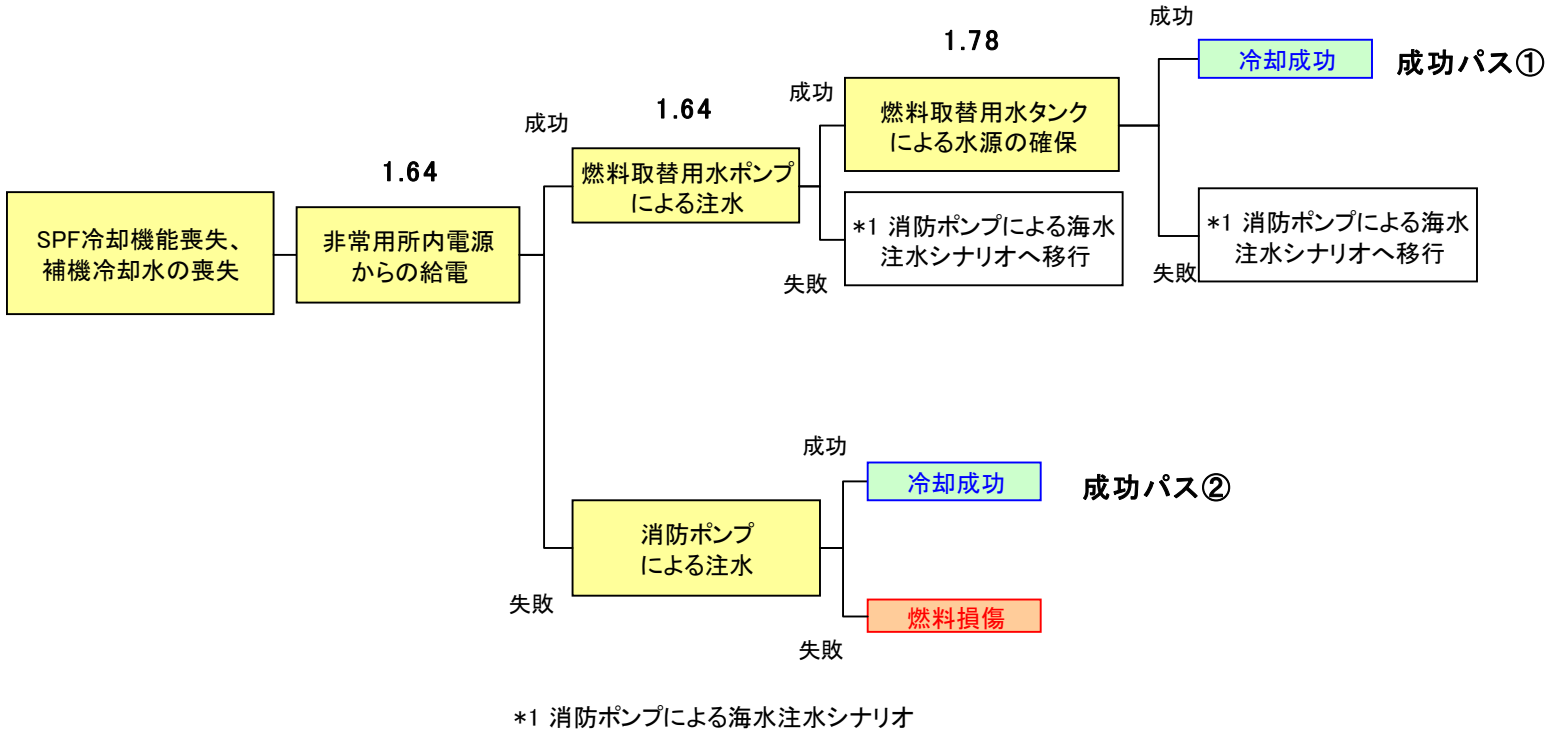 SPF冷却機能喪失、
補機冷却水の喪失
1.64
非常用所内電源
からの給電
成功
1.64
燃料取替用水ポンプ
による注水
成功
1.78
燃料取替用水タンク
による水源の確保
成功
冷却成功
成功パス①
*1 消防ポンプによる海水
注水シナリオへ移行
失敗
*1 消防ポンプによる海水
注水シナリオへ移行
失敗
失敗
消防ポンプ
による注水
成功
冷却成功
成功パス②
燃料損傷
失敗
*1 消防ポンプによる海水注水シナリオ